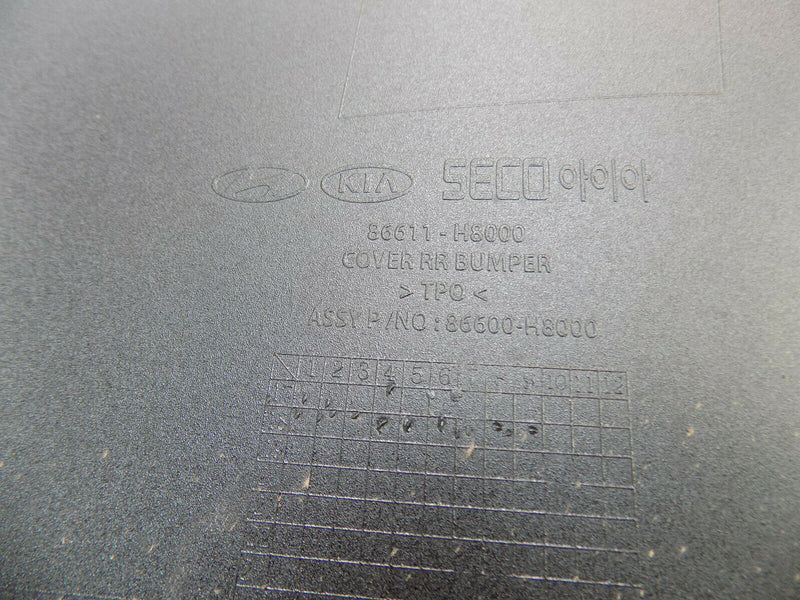 KIA SECO 아이아
86611-H8000
COVER RR BUMPER
> TPO <
ASSY P/NO : 86600-H8000
1 2 3 4 5 6 7 8 9 10 11 12
17